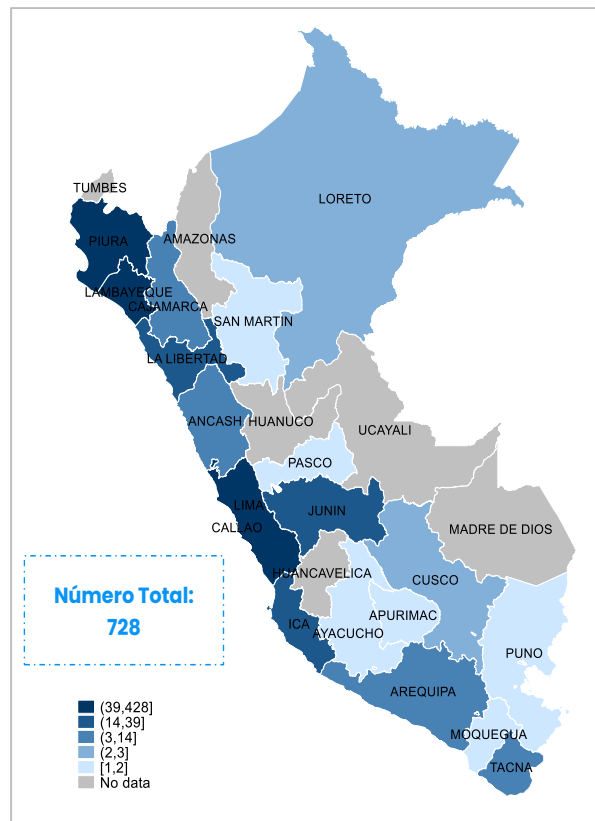 LORETO
TUMBES
AMAZONAS
PIURA
LAMBAYEQUE
CAJAMARCA
SAN MARTIN
LA LIBERTAD
ANCASH
HUANUCO
UCAYALI
PASCO
LIMA
JUNIN
CALLAO
MADRE DE DIOS
HUANCAVELICA
CUSCO
Número Total:
728
ICA
APURIMAC
AYACUCHO
PUNO
AREQUIPA
MOQUEGUA
TACNA
(39,428]
(14,39]
(3,14]
(2,3]
[1,2]
No data